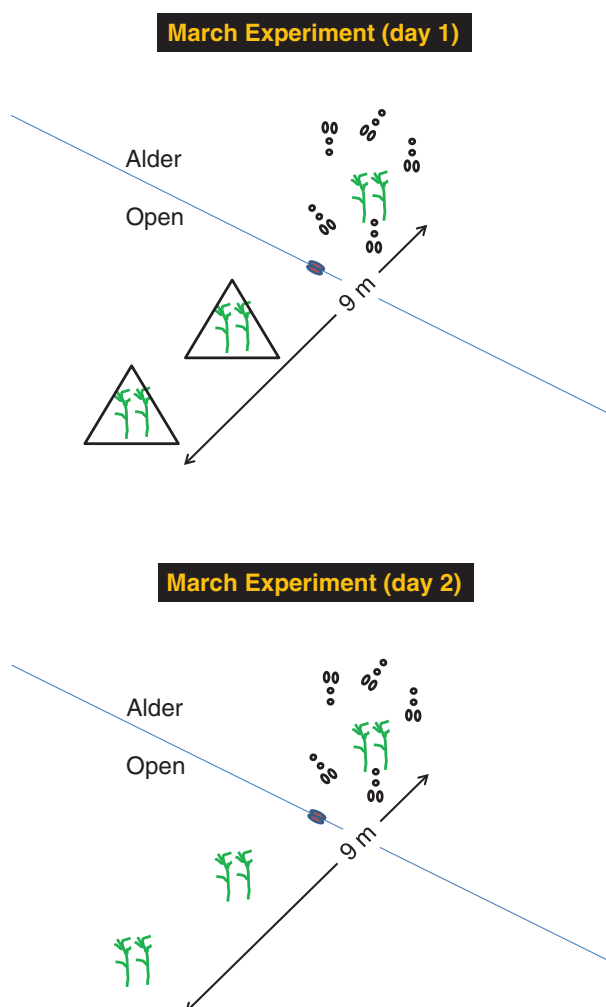 March Experiment (day 1)
Alder
Open
9 m
March Experiment (day 2)
Alder
Open
9 m